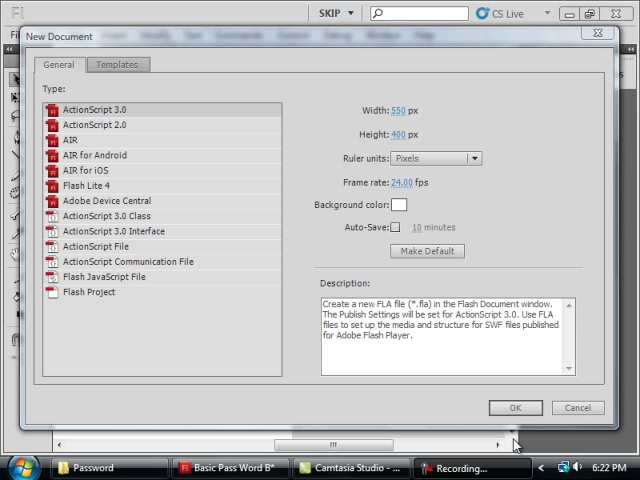 Fl
SKIP
CS Live
New Document
General
Templates
Type:
ActionScript 3.0
ActionScript 2.0
AIR
AIR for Android
AIR for iOS
Flash Lite 4
Adobe Device Central
ActionScript 3.0 Class
ActionScript 3.0 Interface
ActionScript File
ActionScript Communication File
Flash JavaScript File
Flash Project
Width: 550 px
Height: 400 px
Ruler units: Pixels
Frame rate: 24.00 fps
Background color:
Auto-Save: 10 minutes
Make Default
Description:
Create a new FLA file (*.fla) in the Flash Document window.
The Publish Settings will be set for ActionScript 3.0. Use FLA
files to set up the media and structure for SWF files published
for Adobe Flash Player.
OK
Cancel
Password
Basic Pass Word B*
Camtasia Studio - ...
Recording...
6:22 PM